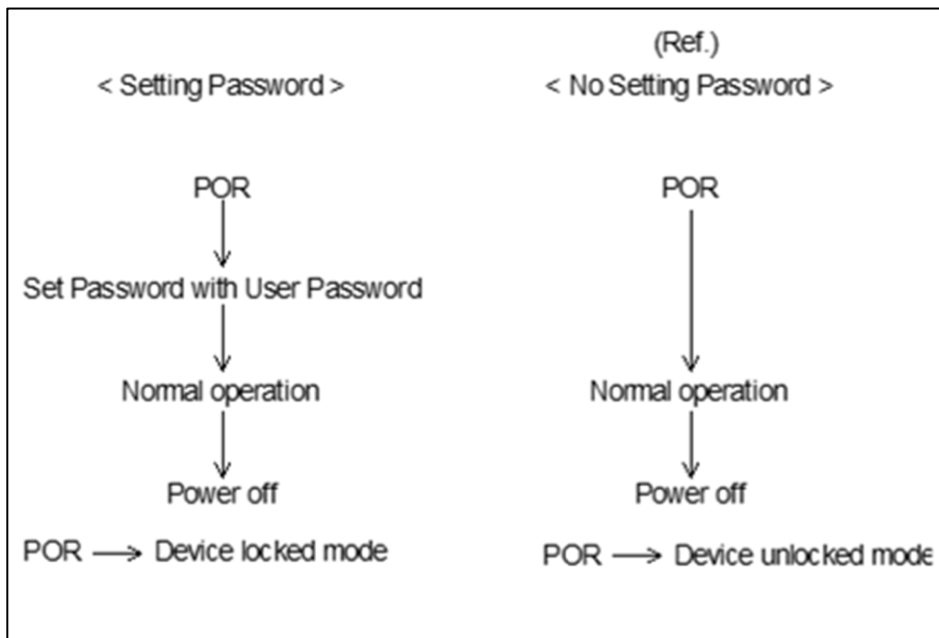 (Ref.)
< Setting Password >
< No Setting Password >
POR
POR
Set Password with User Password
Normal operation
Normal operation
Power off
Power off
POR → Device locked mode
POR → Device unlocked mode